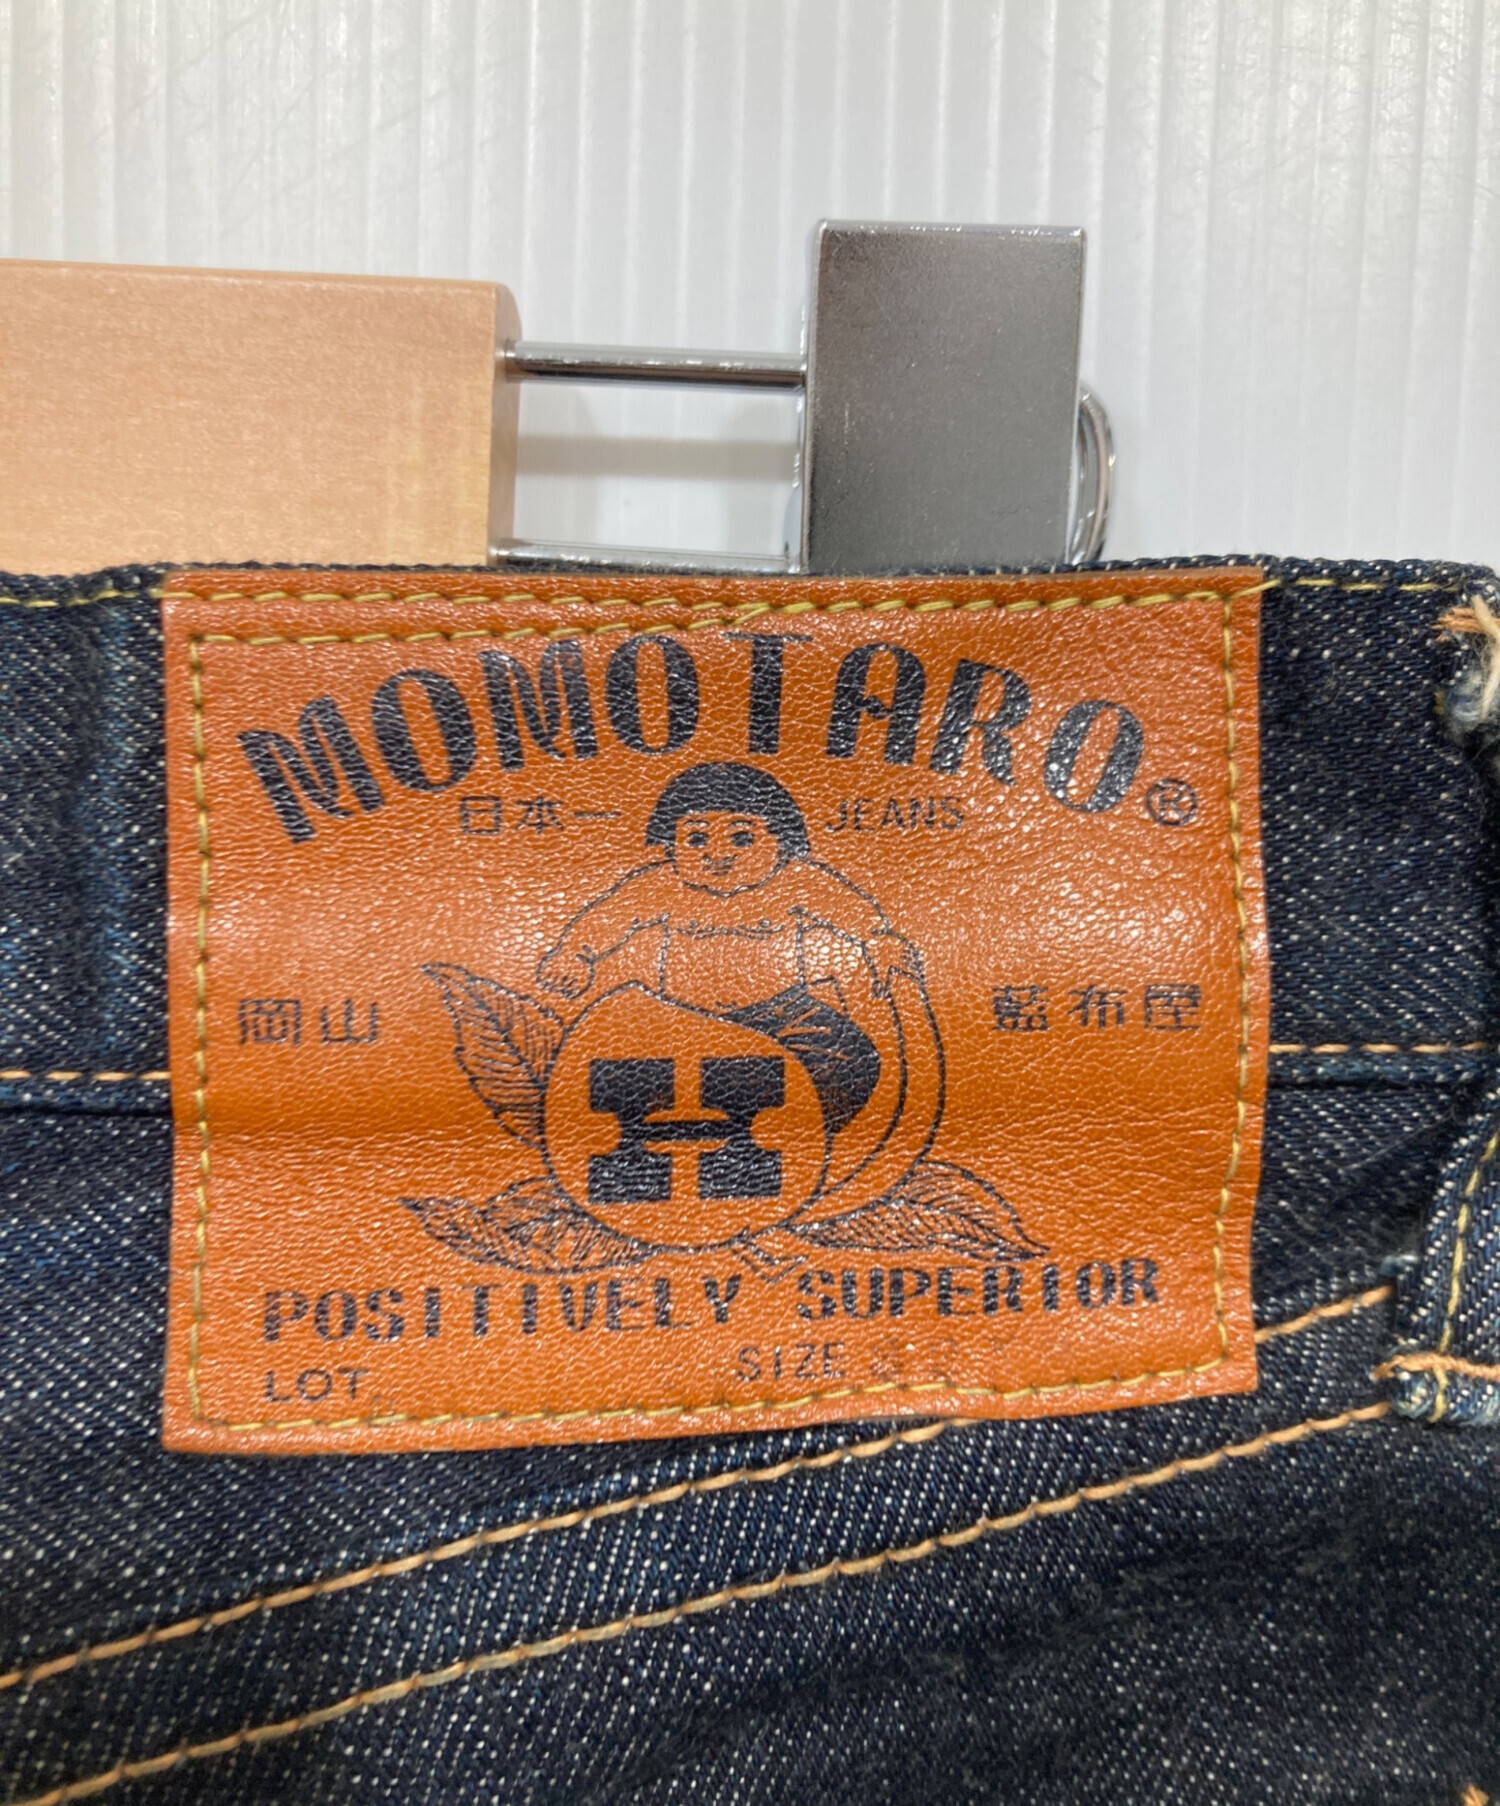 MOMOTARO®
日本一 JEANS
岡山 藍布屋
H
POSITIVELY SUPERIOR
LOT. SIZE